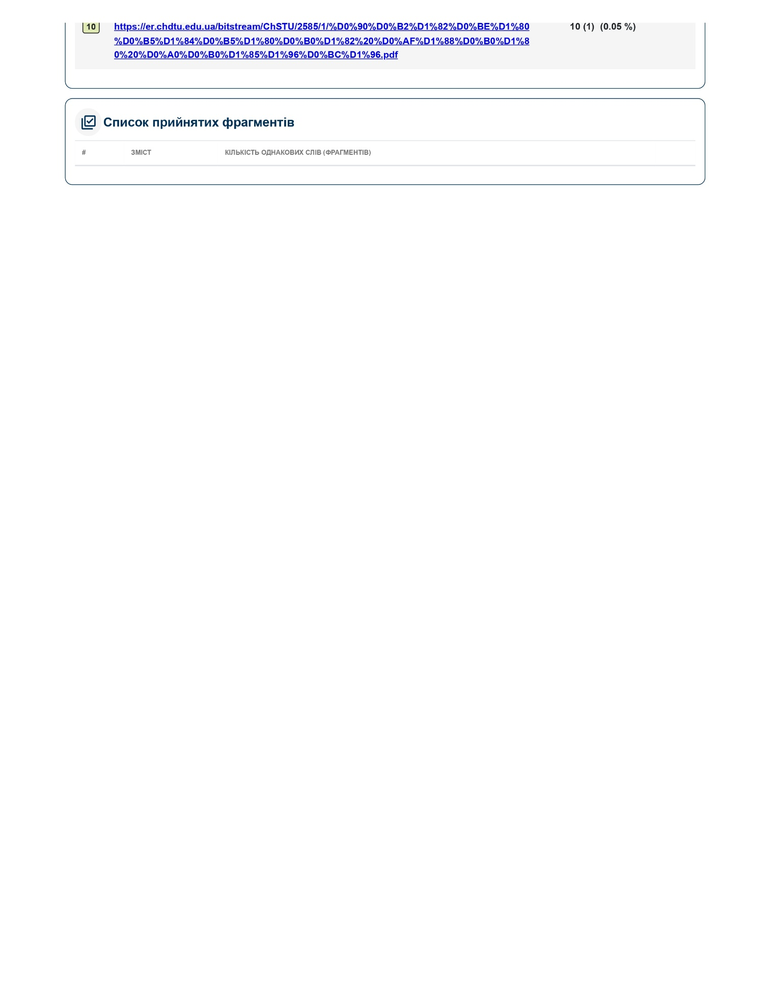 10 https://er.chdtu.edu.ua/bitstream/ChSTU/2585/1/%D0%90%D0%B2%D1%82%D0%BE%D1%80 10 (1) (0.05 %)
%D0%B5%D1%84%D0%B5%D1%80%D0%B0%D1%82%20%D0%AF%D1%88%D0%B0%D1%8
0%20%D0%A0%D0%B0%D1%85%D1%96%D0%BC%D1%96.pdf
Список прийнятих фрагментів
# ЗМІСТ КІЛЬКІСТЬ ОДНАКОВИХ СЛІВ (ФРАГМЕНТІВ)